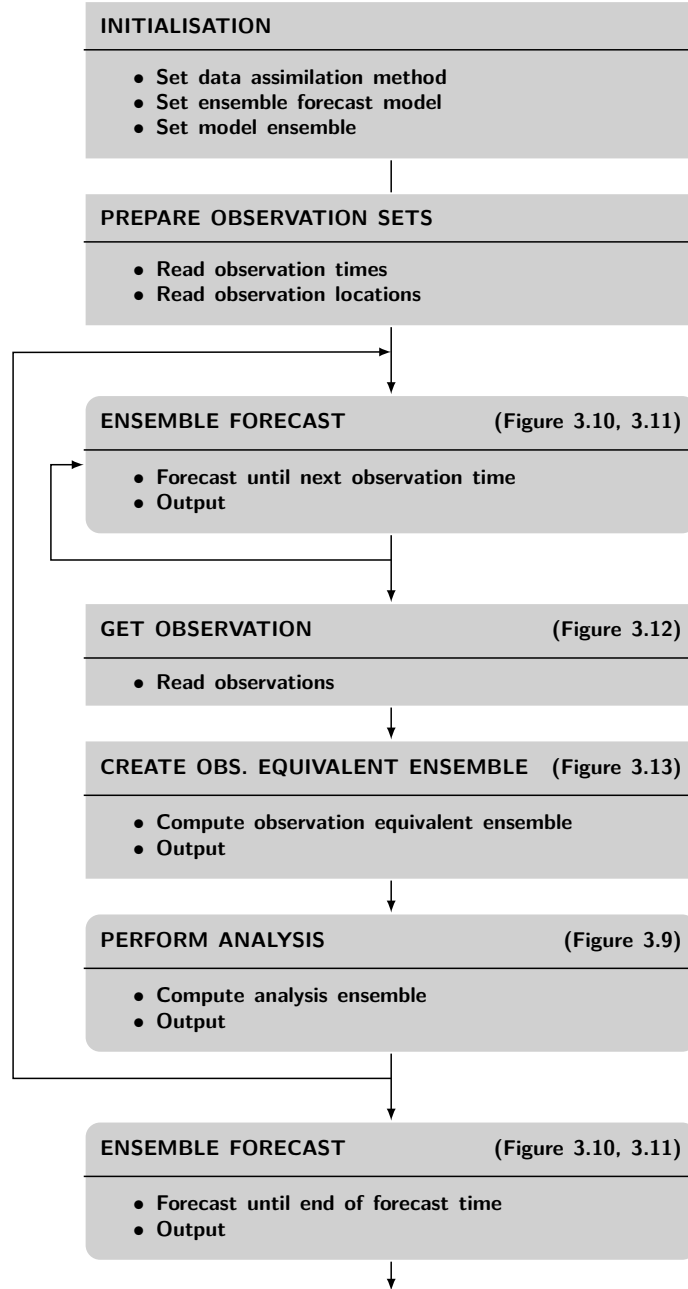 INITIALISATION
• Set data assimilation method
• Set ensemble forecast model
• Set model ensemble
PREPARE OBSERVATION SETS
• Read observation times
• Read observation locations
ENSEMBLE FORECAST (Figure 3.10, 3.11)
• Forecast until next observation time
• Output
GET OBSERVATION (Figure 3.12)
• Read observations
CREATE OBS. EQUIVALENT ENSEMBLE (Figure 3.13)
• Compute observation equivalent ensemble
• Output
PERFORM ANALYSIS (Figure 3.9)
• Compute analysis ensemble
• Output
ENSEMBLE FORECAST (Figure 3.10, 3.11)
• Forecast until end of forecast time
• Output